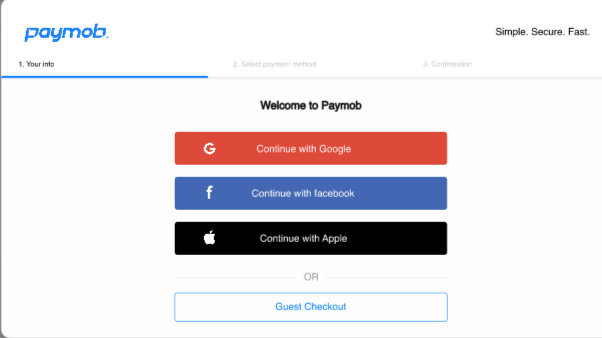 paymob
Simple. Secure. Fast.
1. Your info
2. Select payment method
3. Confirmation
Welcome to Paymob
Continue with Google
Continue with facebook
Continue with Apple
OR
Guest Checkout